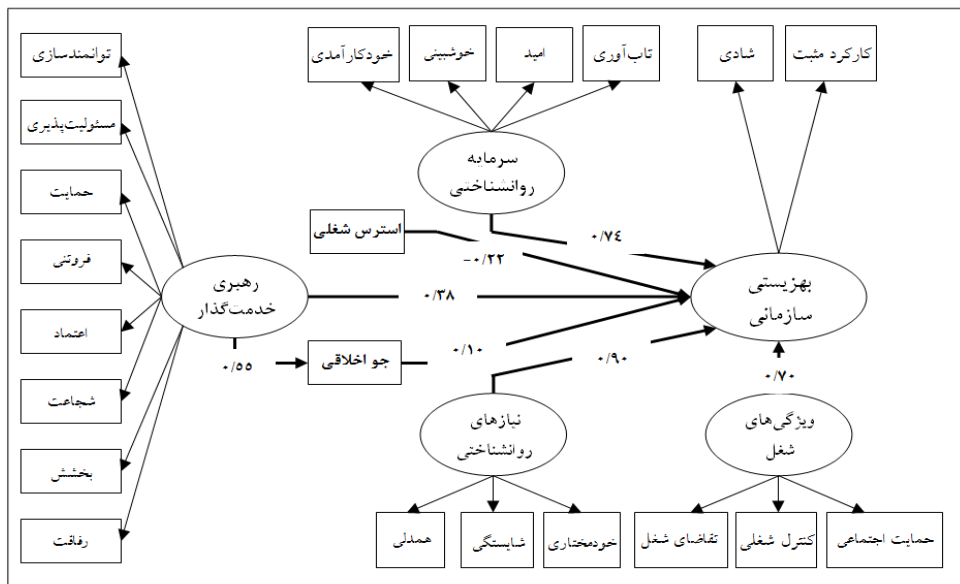 خودکارآمدی
خوشبینی
امید
تاب‌آوری
شادی
کارکرد مثبت
توانمندسازی
مسئولیت‌پذیری
حمایت
فروتنی
اعتماد
شجاعت
بخشش
رفاقت
سرمایه
روانشناختی
استرس شغلی
۰/۷۴
-۰/۲۲
رهبری
خدمت‌گذار
۰/۳۸
بهزیستی
سازمانی
۰/۵۵
جو اخلاقی
۰/۱۰
۰/۹۰
۰/۷۰
نیازهای
روانشناختی
ویژگی‌های
شغل
همدلی
شایستگی
خودمختاری
تقاضای شغل
کنترل شغلی
حمایت اجتماعی